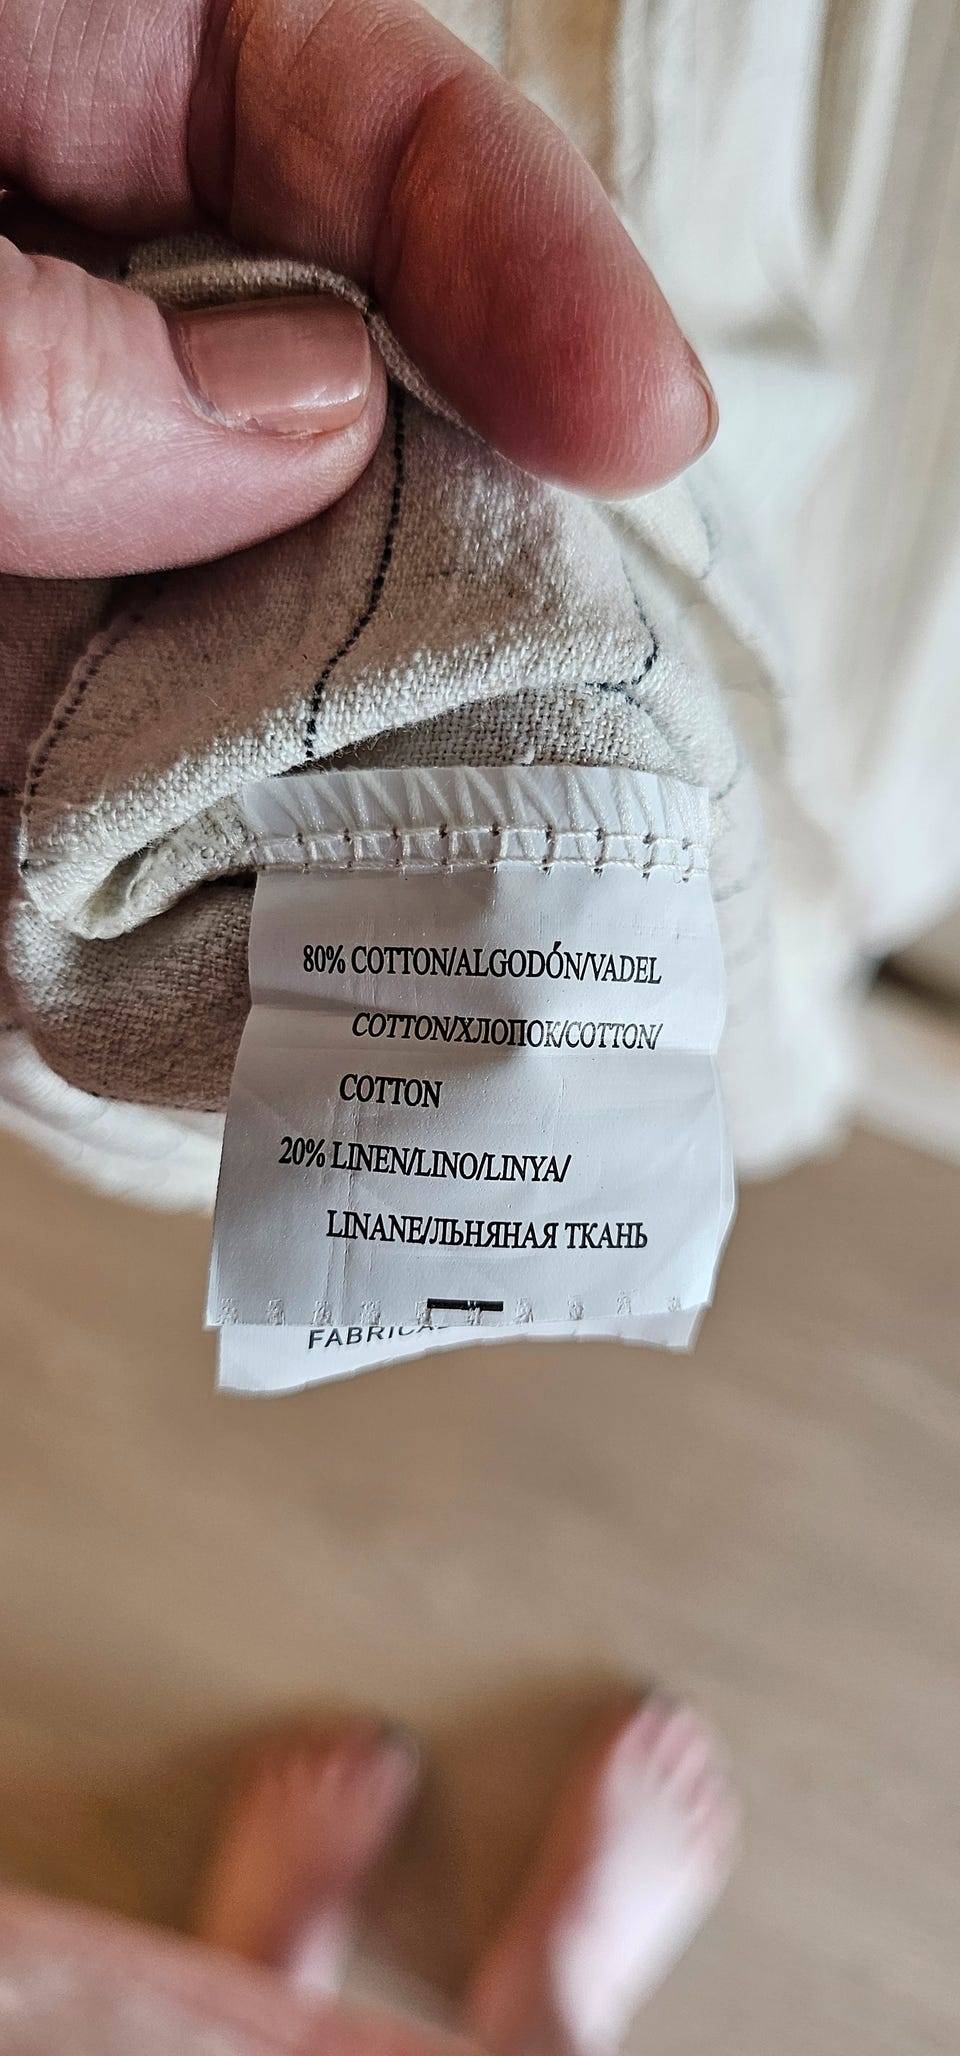 80% COTTON/ALGODÓN/VADEL
COTTON/ХЛОПОК/COTTON/
COTTON
20% LINEN/LINO/LINYA/
LINANE/ЛЬНЯНАЯ ТКАНЬ